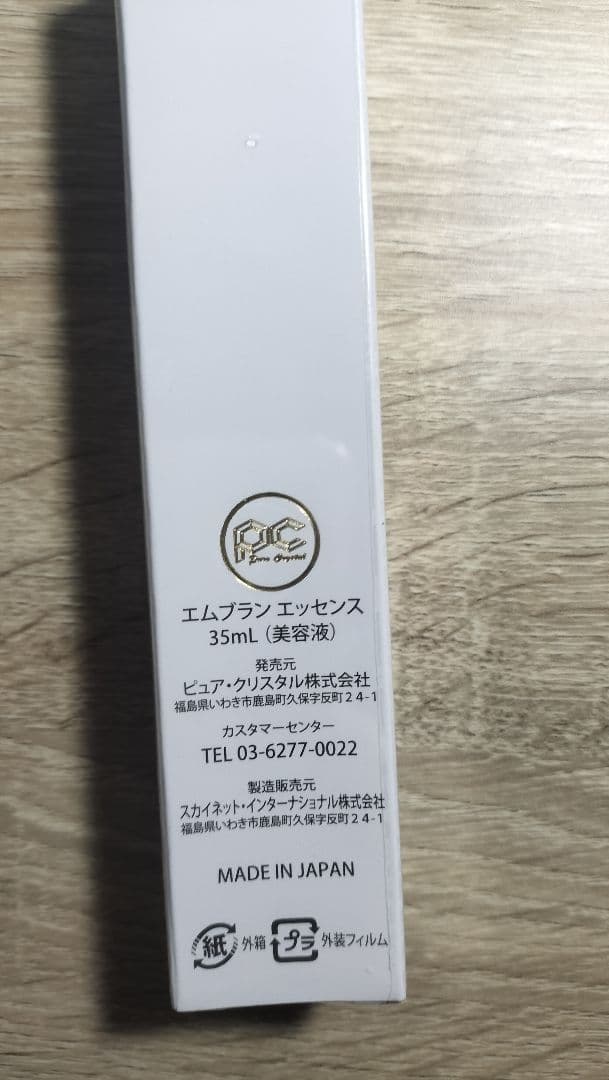 PC
Pure Crystal
エムブラン エッセンス
35mL (美容液)
発売元
ピュア・クリスタル株式会社
福島県いわき市鹿島町久保字反町24-1
カスタマーセンター
TEL 03-6277-0022
製造販売元
スカイネット・インターナショナル株式会社
福島県いわき市鹿島町久保字反町24-1
MADE IN JAPAN
紙 外箱 プラ 外装フィルム